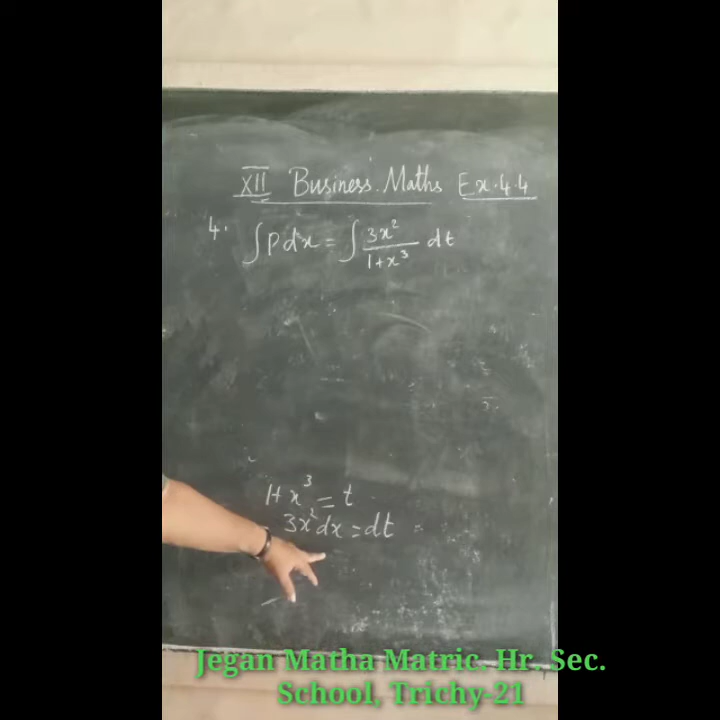 XII Business. Maths Ex.4.4
4. ∫Pdx = ∫ 3x²/1+x³ dt
1+x³ = t
3x²dx = dt =
Jegan Matha Matric. Hr. Sec.
School, Trichy-21